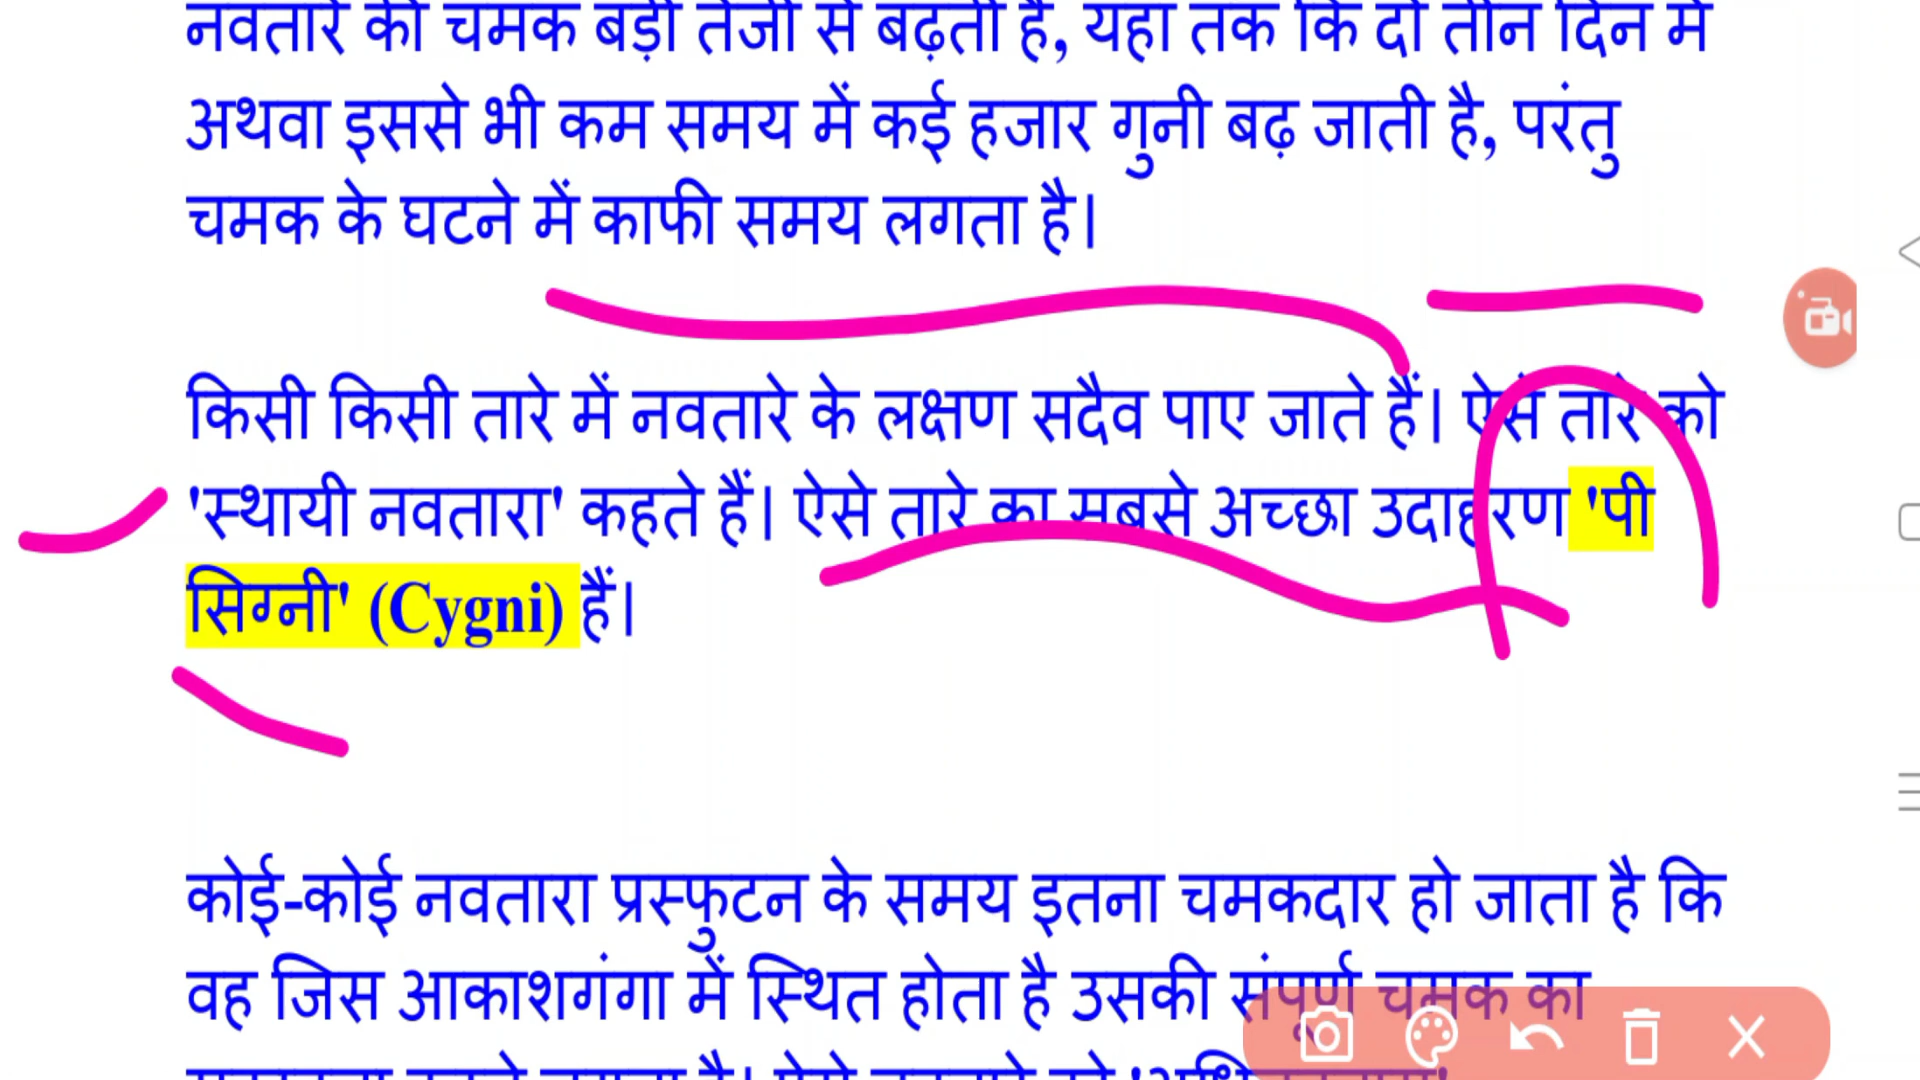 नवतारे की चमक बड़ी तेजी से बढ़ती है, यहां तक कि दो तीन दिन में
अथवा इससे भी कम समय में कई हजार गुनी बढ़ जाती है, परंतु
चमक के घटने में काफी समय लगता है।
किसी किसी तारे में नवतारे के लक्षण सदैव पाए जाते हैं। ऐसे तारे को
'स्थायी नवतारा' कहते हैं। ऐसे तारे का सबसे अच्छा उदाहरण 'पी
सिग्नी' (Cygni) हैं।
कोई-कोई नवतारा प्रस्फुटन के समय इतना चमकदार हो जाता है कि
वह जिस आकाशगंगा में स्थित होता है उसकी संपूर्ण चमक का